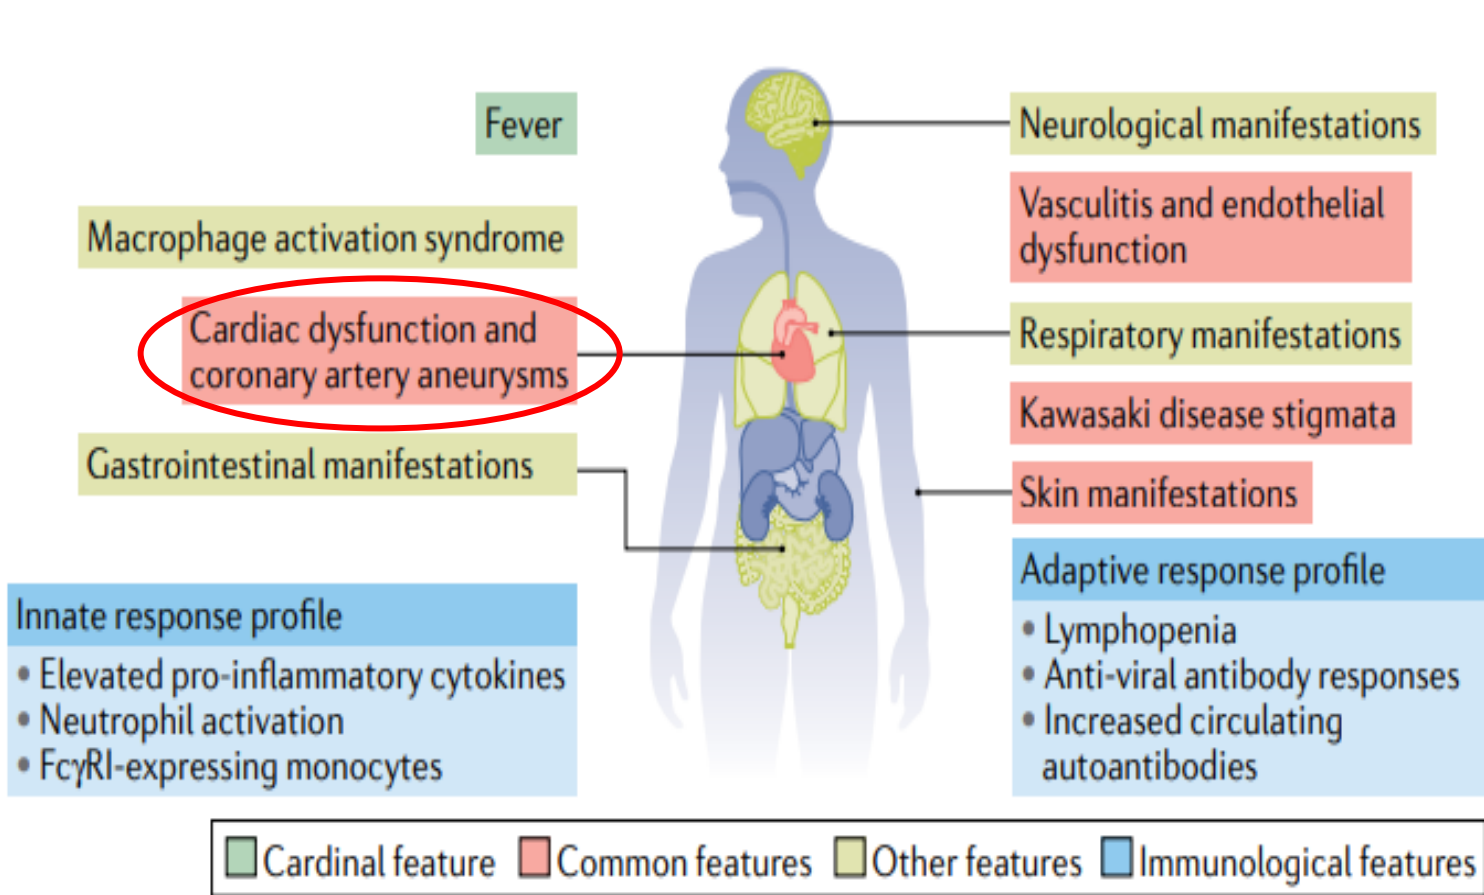 Fever
Macrophage activation syndrome
Cardiac dysfunction and
coronary artery aneurysms
Gastrointestinal manifestations
Innate response profile
• Elevated pro-inflammatory cytokines
• Neutrophil activation
• FcγRI-expressing monocytes
Neurological manifestations
Vasculitis and endothelial
dysfunction
Respiratory manifestations
Kawasaki disease stigmata
Skin manifestations
Adaptive response profile
• Lymphopenia
• Anti-viral antibody responses
• Increased circulating
autoantibodies
Cardinal feature Common features Other features Immunological features